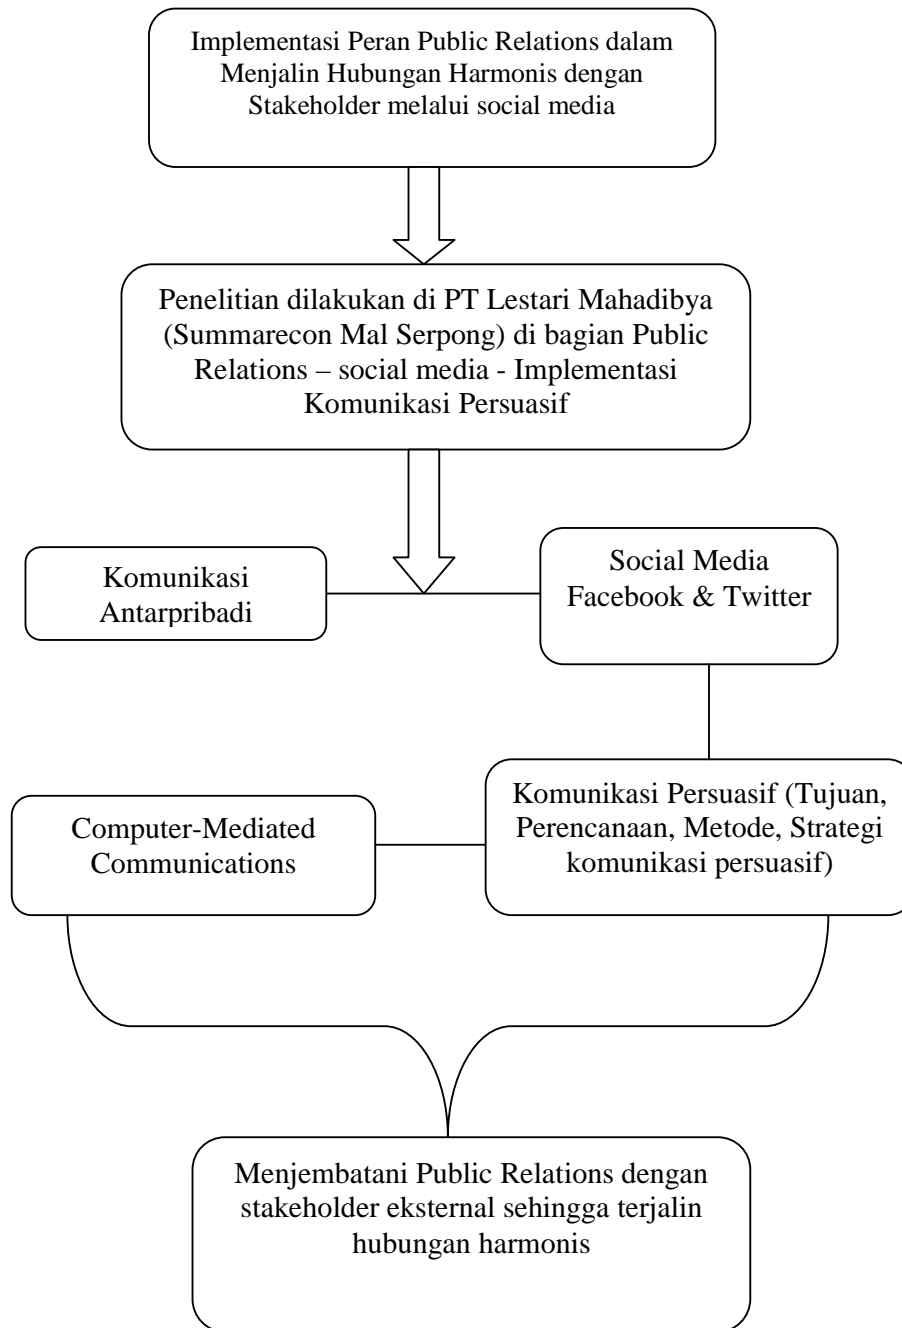 Implementasi Peran Public Relations dalam
Menjalin Hubungan Harmonis dengan
Stakeholder melalui social media
Penelitian dilakukan di PT Lestari Mahadibya
(Summarecon Mal Serpong) di bagian Public
Relations – social media - Implementasi
Komunikasi Persuasif
Komunikasi
Antarpribadi
Social Media
Facebook & Twitter
Computer-Mediated
Communications
Komunikasi Persuasif (Tujuan,
Perencanaan, Metode, Strategi
komunikasi persuasif)
Menjembatani Public Relations dengan
stakeholder eksternal sehingga terjalin
hubungan harmonis